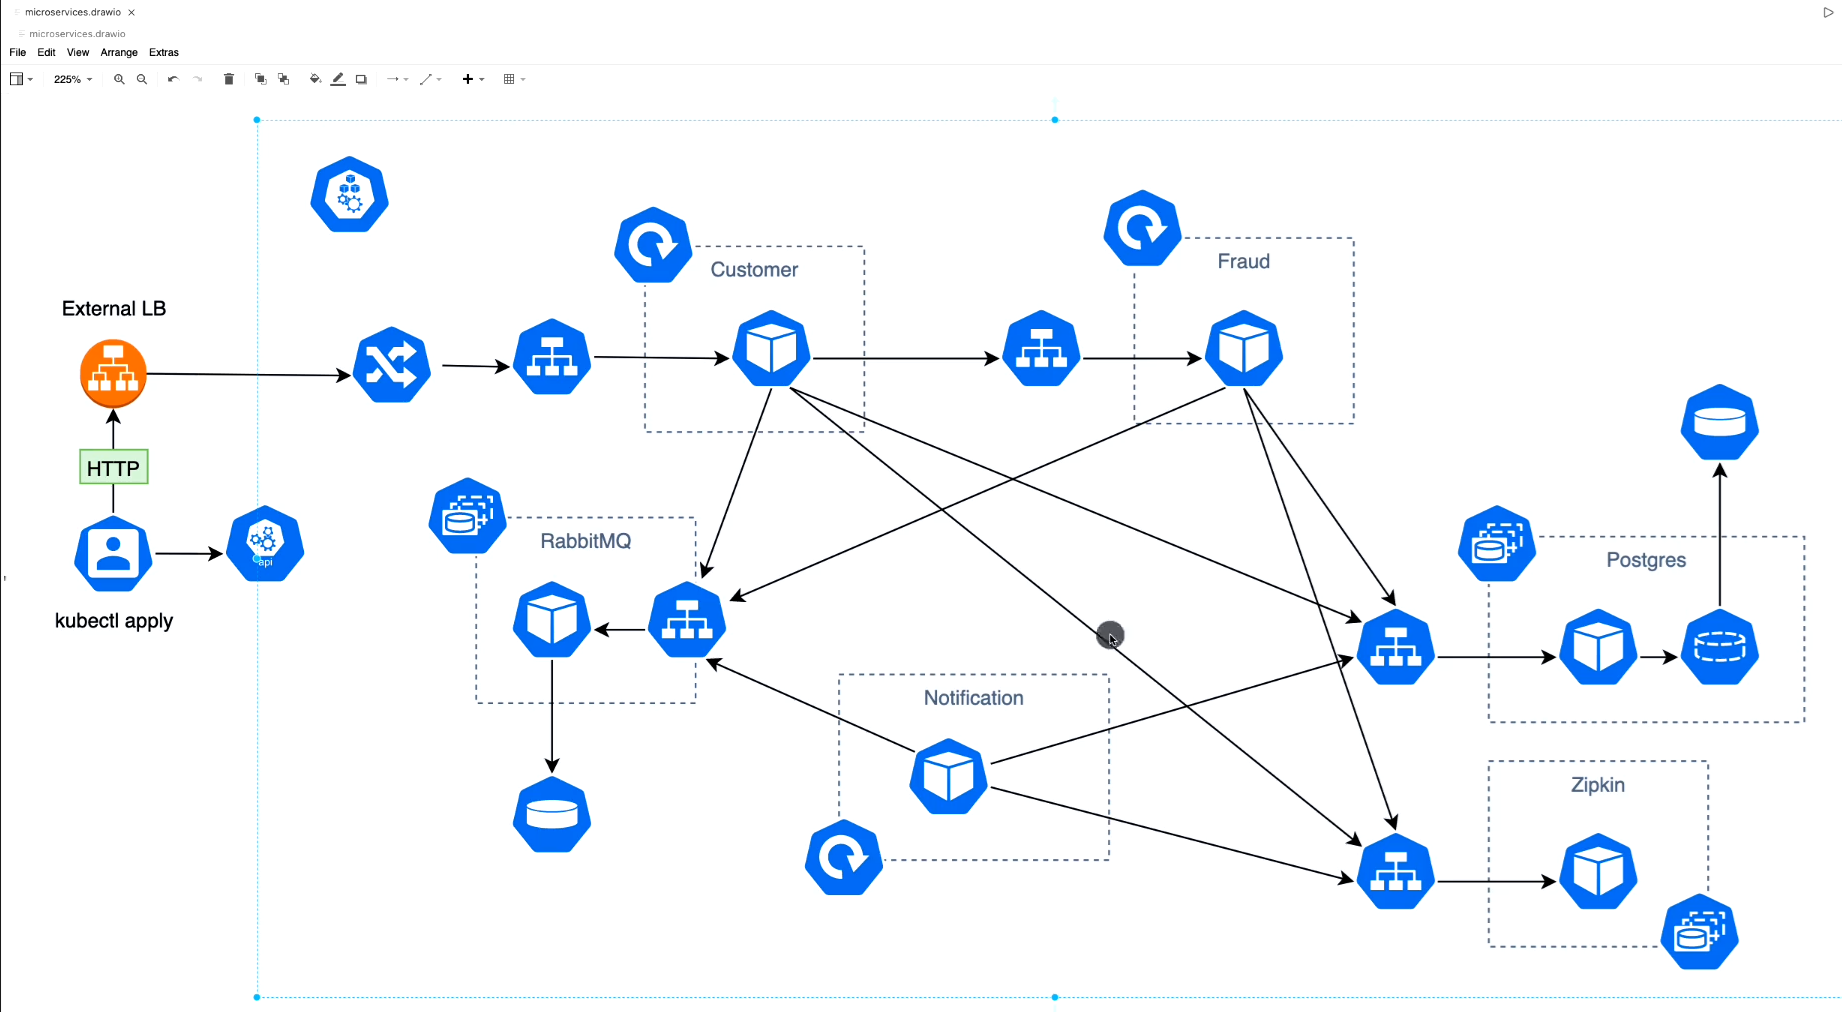 microservices.drawio
microservices.drawio
File Edit View Arrange Extras
225%
Customer
Fraud
External LB
HTTP
RabbitMQ
api
Postgres
kubectl apply
Notification
Zipkin